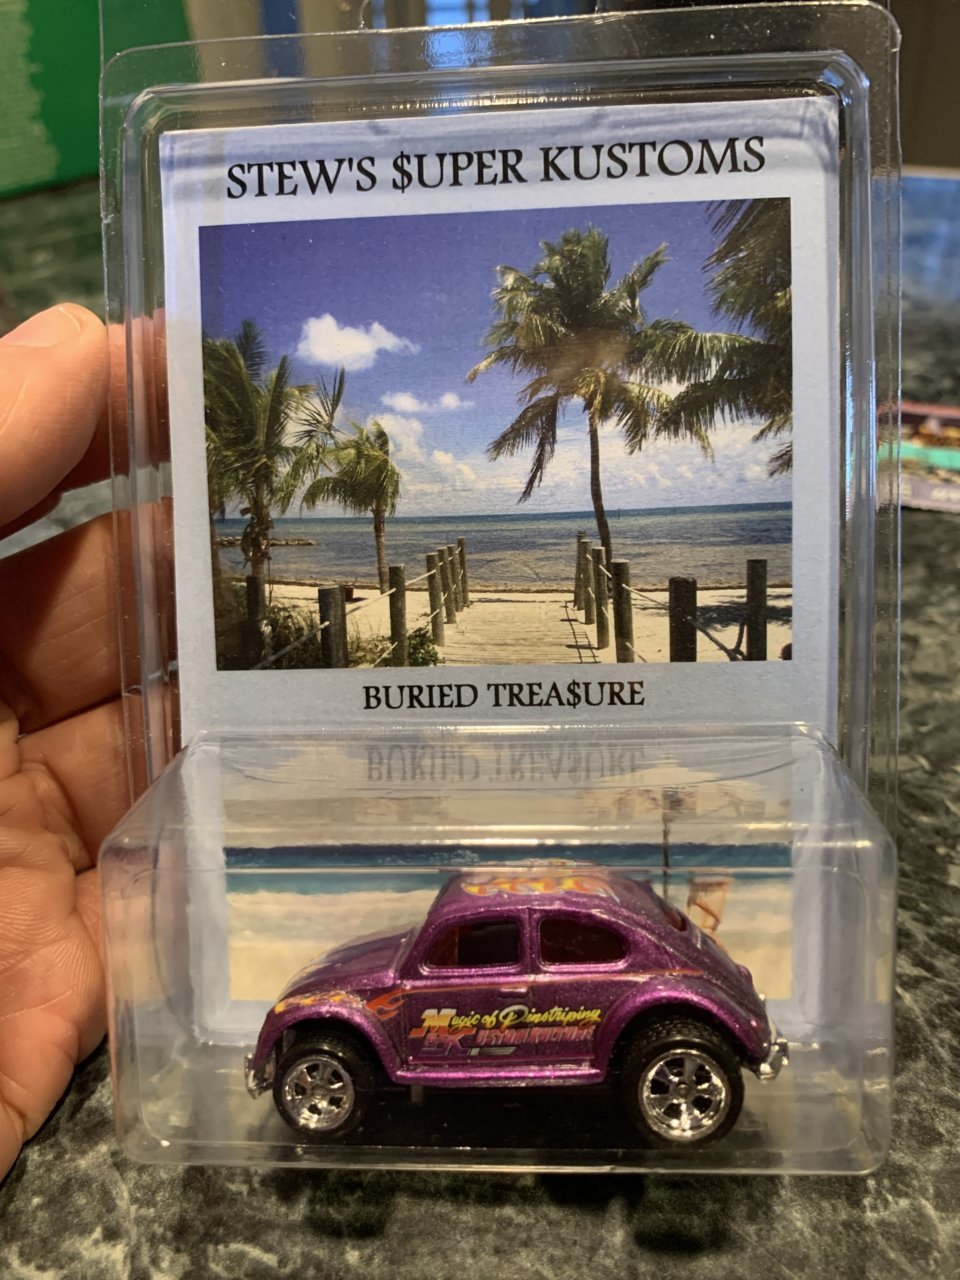 STEW'S $UPER KUSTOMS
BURIED TREA$URE
Magic of Pinstriping